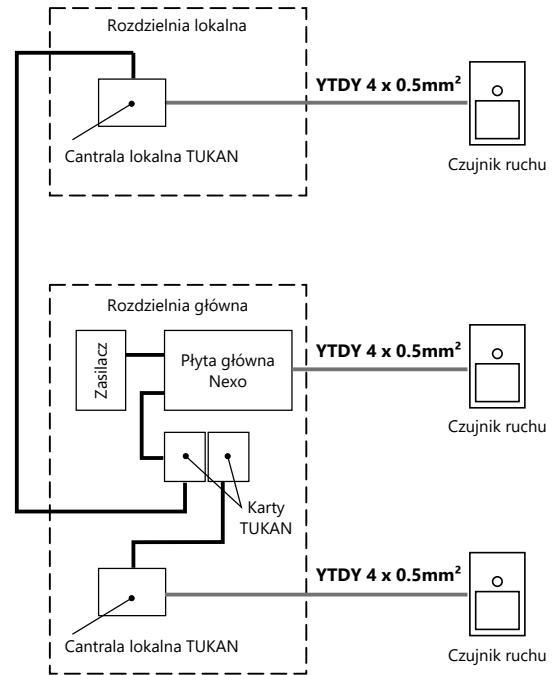 Rozdzielnia lokalna
YTDY 4 x 0.5mm²
Cantrala lokalna TUKAN
Czujnik ruchu
Rozdzielnia główna
Zasilacz
Płyta główna
Nexo
YTDY 4 x 0.5mm²
Czujnik ruchu
Karty
TUKAN
YTDY 4 x 0.5mm²
Cantrala lokalna TUKAN
Czujnik ruchu